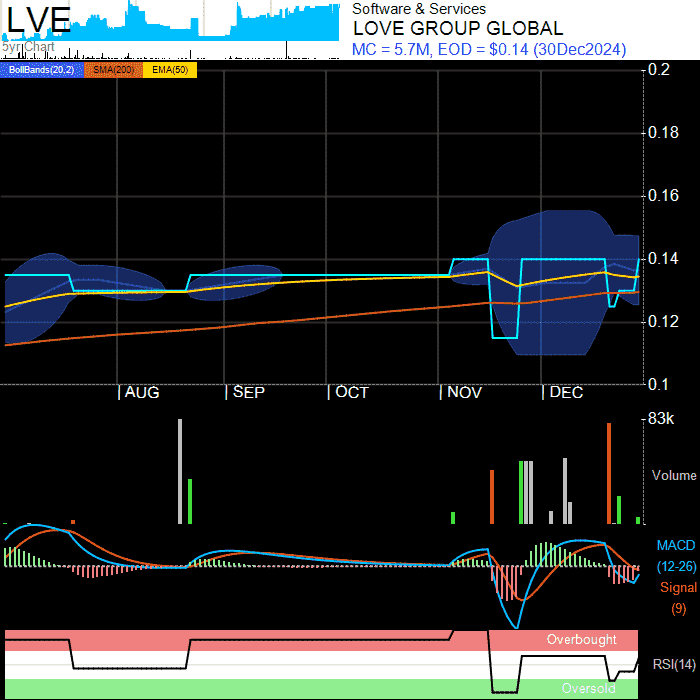 LVE
5yr Chart
Software & Services
LOVE GROUP GLOBAL
MC = 5.7M, EOD = $0.14 (30Dec2024)
BollBands(20,2) SMA(200) EMA(50)
0.2
0.18
0.16
0.14
0.12
0.1
AUG SEP OCT NOV DEC
83k
Volume
MACD
(12-26)
Signal
(9)
Overbought
RSI(14)
Oversold